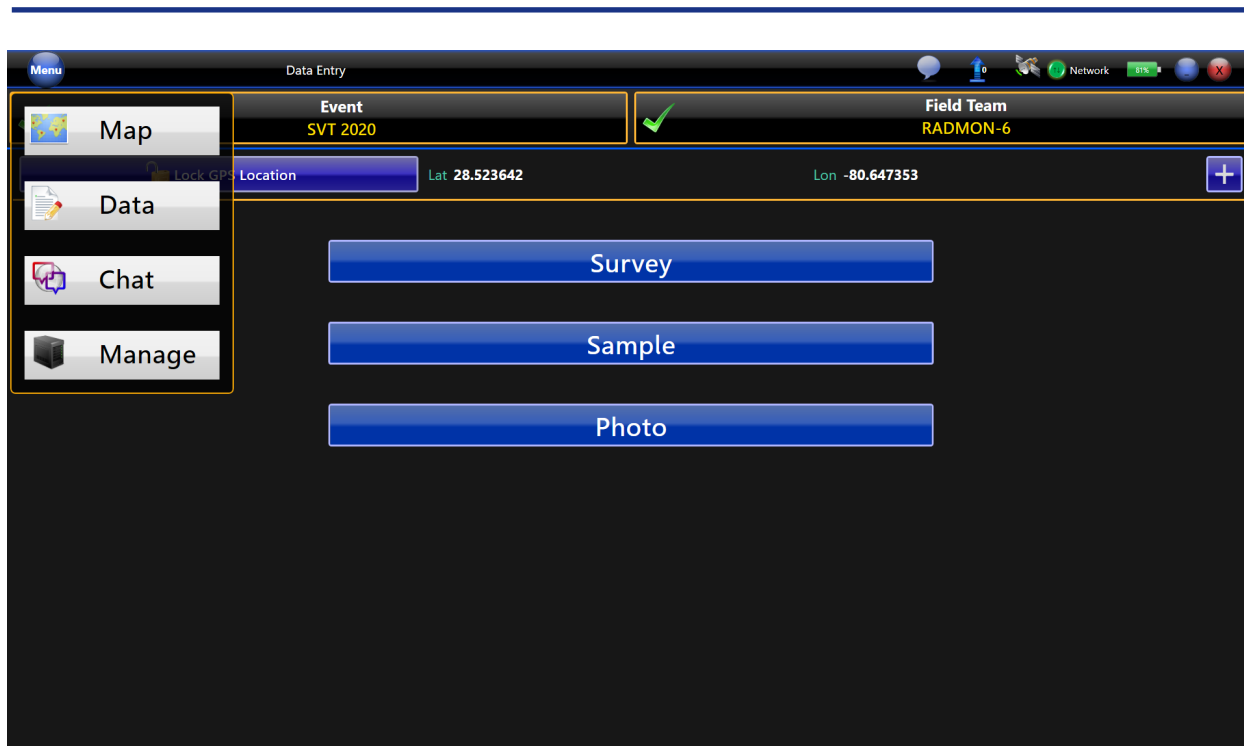 Menu
Data Entry
0
Network
81%
X
Event
SVT 2020
Field Team
RADMON-6
Map
Data
Chat
Manage
Lock GPS Location
Lat 28.523642
Lon -80.647353
+
Survey
Sample
Photo